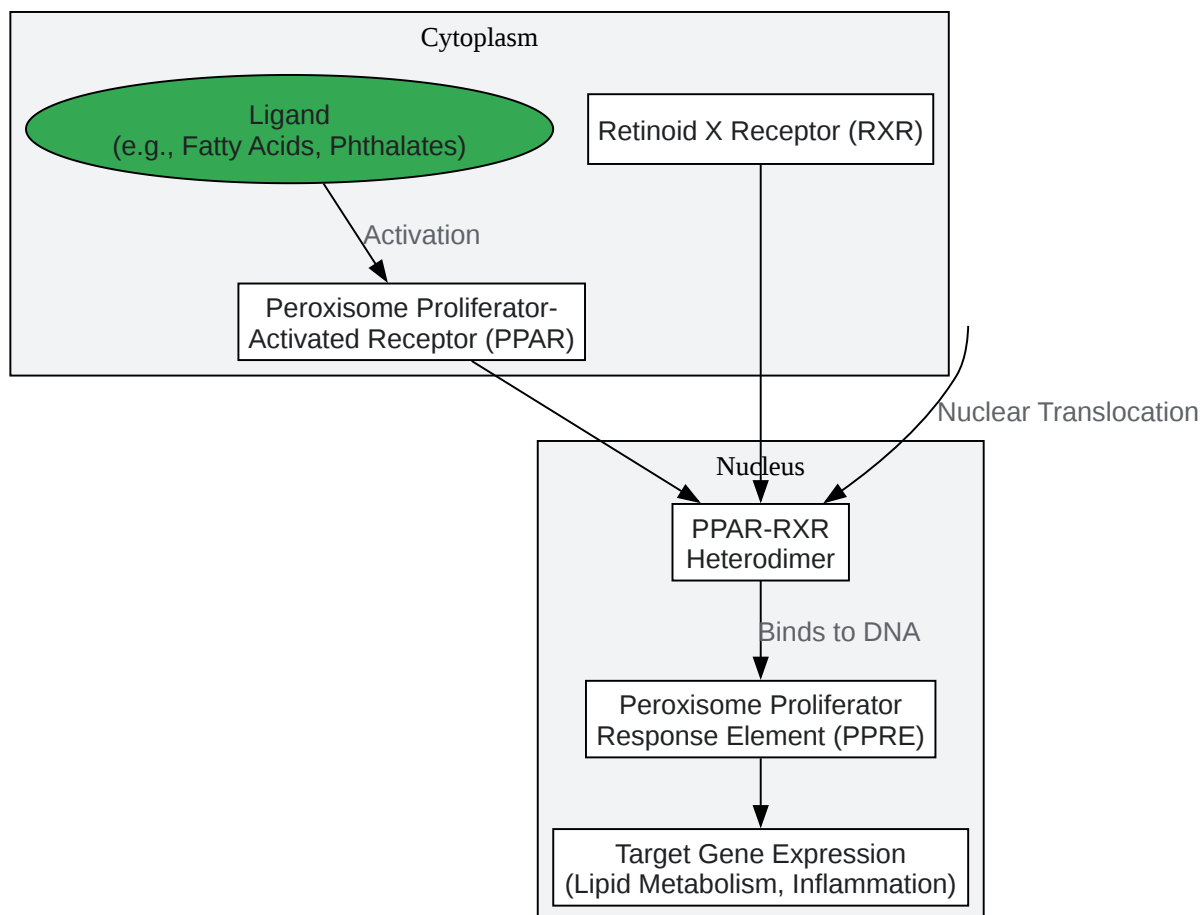 Cytoplasm
Ligand
(e.g., Fatty Acids, Phthalates)
Retinoid X Receptor (RXR)
Activation
Peroxisome Proliferator-
Activated Receptor (PPAR)
Nuclear Translocation
Nucleus
PPAR-RXR
Heterodimer
Binds to DNA
Peroxisome Proliferator
Response Element (PPRE)
Target Gene Expression
(Lipid Metabolism, Inflammation)